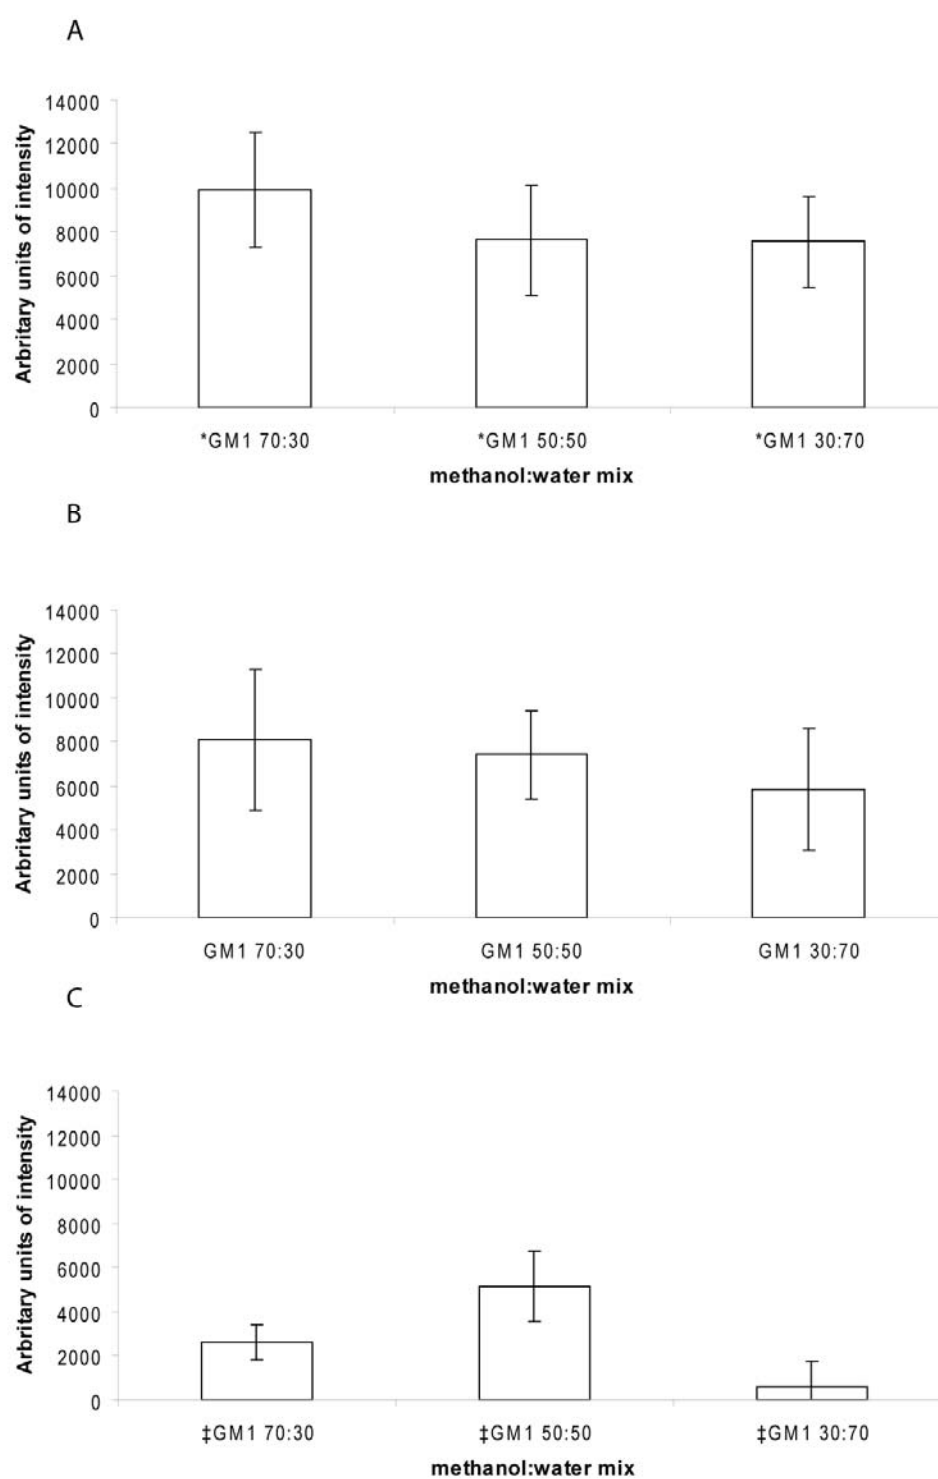 A
Arbritary units of intensity
14000
12000
10000
8000
6000
4000
2000
0
*GM1 70:30 *GM1 50:50 *GM1 30:70
methanol:water mix
B
Arbritary units of intensity
14000
12000
10000
8000
6000
4000
2000
0
GM1 70:30 GM1 50:50 GM1 30:70
methanol:water mix
C
Arbritary units of intensity
14000
12000
10000
8000
6000
4000
2000
0
‡GM1 70:30 ‡GM1 50:50 ‡GM1 30:70
methanol:water mix